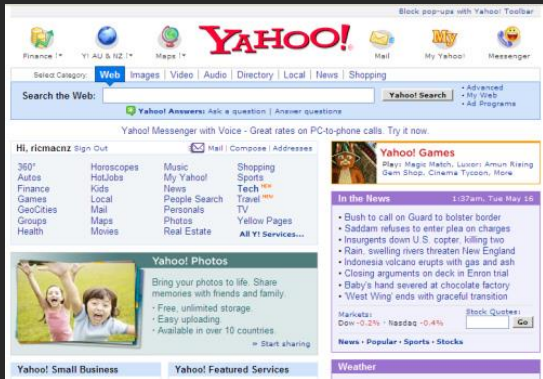 Block pop-ups with Yahoo! Toolbar
Finance
Y! AU & NZ
Maps
YAHOO!
Mail
My
My Yahoo!
Messenger
Select Category: Web Images | Video | Audio | Directory | Local | News | Shopping
Search the Web:
Yahoo! Search
• Advanced
• My Web
• Ad Programs
Yahoo! Answers: Ask a question | Answer questions
Yahoo! Messenger with Voice - Great rates on PC-to-phone calls. Try it now.
Hi, ricmacnz Sign Out
Mail | Compose | Addresses
360° Horoscopes Music Shopping
Autos HotJobs My Yahoo! Sports
Finance Kids News Tech NEW
Games Local People Search Travel NEW
GeoCities Mail Personals TV
Groups Maps Photos Yellow Pages
Health Movies Real Estate All Y! Services...
Yahoo! Photos
Bring your photos to life. Share
memories with friends and family.
· Free, unlimited storage.
· Easy uploading.
· Available in over 10 countries.
» Start sharing
Yahoo! Small Business
Yahoo! Featured Services
Yahoo! Games
Play: Magic Match, Luxor: Amun Rising
Gem Shop, Cinema Tycoon, More
In the News 1:37am, Tue May 16
• Bush to call on Guard to bolster border
• Saddam refuses to enter plea on charges
• Insurgents down U.S. copter, killing two
• Rain, swelling rivers threaten New England
• Indonesia volcano erupts with gas and ash
• Closing arguments on deck in Enron trial
• Baby's hand severed at chocolate factory
• 'West Wing' ends with graceful transition
Markets:
Dow -0.2% · Nasdaq -0.4%
Stock Quotes:
Go
News · Popular · Sports · Stocks
Weather